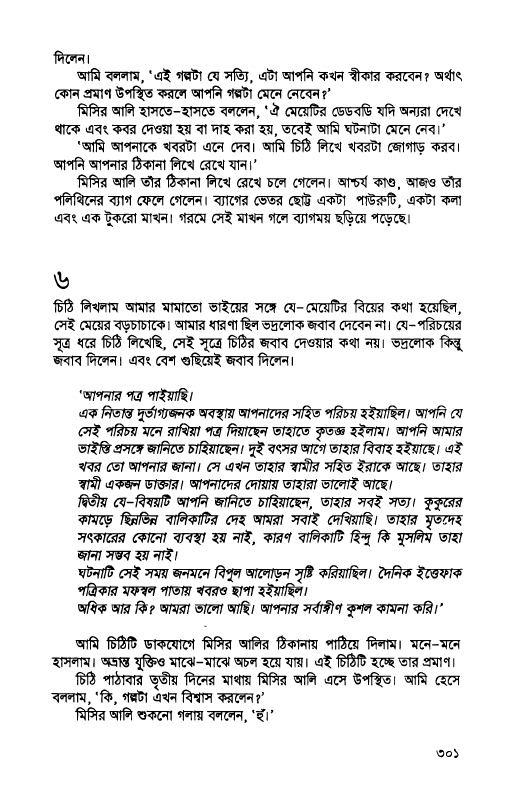 দিলেন।
আমি বললাম, ‘এই গল্পটা যে সত্যি, এটা আপনি কখন স্বীকার করবেন? অর্থাৎ
কোন প্রমাণ উপস্থিত করলে আপনি গল্পটা মেনে নেবেন?’
মিসির আলি হাসতে–হাসতে বললেন, ‘ঐ মেয়েটির ডেডবডি যদি অন্যরা দেখে
থাকে এবং কবর দেওয়া হয় বা দাহ করা হয়, তবেই আমি ঘটনাটা মেনে নেব।’
‘আমি আপনাকে খবরটা এনে দেব। আমি চিঠি লিখে খবরটা জোগাড় করব।
আপনি আপনার ঠিকানা লিখে রেখে যান।’
মিসির আলি তাঁর ঠিকানা লিখে রেখে চলে গেলেন। আশ্চর্য কাণ্ড, আজও তাঁর
পলিথিনের ব্যাগ ফেলে গেলেন। ব্যাগের ভেতর ছোট্ট একটা পাউরুটি, একটা কলা
এবং এক টুকরো মাখন। গরমে সেই মাখন গলে ব্যাগময় ছড়িয়ে পড়েছে।
৬
চিঠি লিখলাম আমার মামাতো ভাইয়ের সঙ্গে যে–মেয়েটির বিয়ের কথা হয়েছিল,
সেই মেয়ের বড়চাচাকে। আমার ধারণা ছিল ভদ্রলোক জবাব দেবেন না। যে–পরিচয়ের
সূত্র ধরে চিঠি লিখেছি, সেই সূত্রে চিঠির জবাব দেওয়ার কথা নয়। ভদ্রলোক কিন্তু
জবাব দিলেন। এবং বেশ গুছিয়েই জবাব দিলেন।
‘আপনার পত্র পাইয়াছি।
এক নিতান্ত দুর্ভাগ্যজনক অবস্থায় আপনাদের সহিত পরিচয় হইয়াছিল। আপনি যে
সেই পরিচয় মনে রাখিয়া পত্র দিয়াছেন তাহাতে কৃতজ্ঞ হইলাম। আপনি আমার
ভাইস্তি প্রসঙ্গে জানিতে চাহিয়াছেন। দুই বৎসর আগে তাহার বিবাহ হইয়াছে। এই
খবর তো আপনার জানা। সে এখন তাহার স্বামীর সহিত ইরাকে আছে। তাহার
স্বামী একজন ডাক্তার। আপনাদের দোয়ায় তাহারা ভালোই আছে।
দ্বিতীয় যে–বিষয়টি আপনি জানিতে চাহিয়াছেন, তাহার সবই সত্য। কুকুরের
কামড়ে ছিন্নভিন্ন বালিকাটির দেহ আমরা সবাই দেখিয়াছি। তাহার মৃতদেহ
সৎকারের কোনো ব্যবস্থা হয় নাই, কারণ বালিকাটি হিন্দু কি মুসলিম তাহা
জানা সম্ভব হয় নাই।
ঘটনাটি সেই সময় জনমনে বিপুল আলোড়ন সৃষ্টি করিয়াছিল। দৈনিক ইত্তেফাক
পত্রিকার মফস্বল পাতায় খবরও ছাপা হইয়াছিল।
অধিক আর কি? আমরা ভালো আছি। আপনার সর্বাঙ্গীণ কুশল কামনা করি।’
আমি চিঠিটি ডাকযোগে মিসির আলির ঠিকানায় পাঠিয়ে দিলাম। মনে–মনে
হাসলাম। অভ্রান্ত যুক্তিও মাঝে–মাঝে অচল হয়ে যায়। এই চিঠিটি হচ্ছে তার প্রমাণ।
চিঠি পাঠাবার তৃতীয় দিনের মাথায় মিসির আলি এসে উপস্থিত। আমি হেসে
বললাম, ‘কি, গল্পটা এখন বিশ্বাস করলেন?’
মিসির আলি শুকনো গলায় বললেন, ‘হুঁ।’
৩০১